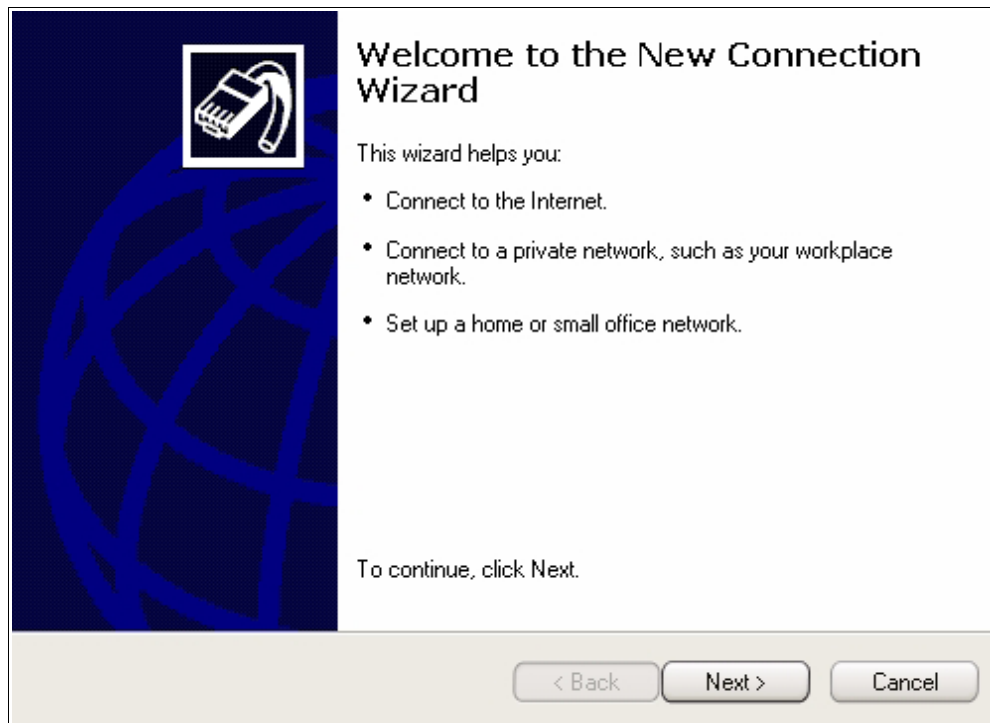 Welcome to the New Connection
Wizard
This wizard helps you:
• Connect to the Internet.
• Connect to a private network, such as your workplace
network.
• Set up a home or small office network.
To continue, click Next.
< Back Next > Cancel